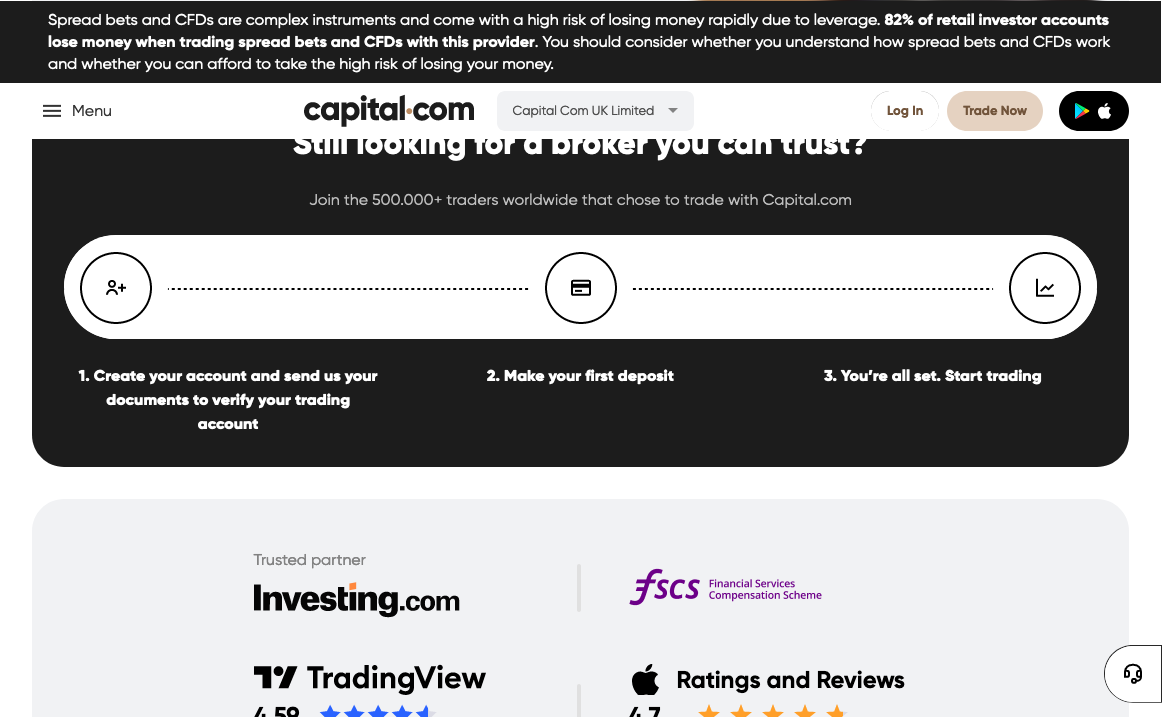 Spread bets and CFDs are complex instruments and come with a high risk of losing money rapidly due to leverage. 82% of retail investor accounts
lose money when trading spread bets and CFDs with this provider. You should consider whether you understand how spread bets and CFDs work
and whether you can afford to take the high risk of losing your money.
Menu
capital.com
Capital Com UK Limited
Log In
Trade Now
Still looking for a broker you can trust?
Join the 500.000+ traders worldwide that chose to trade with Capital.com
1. Create your account and send us your
documents to verify your trading
account
2. Make your first deposit
3. You’re all set. Start trading
Trusted partner
Investing.com
fscs
Financial Services
Compensation Scheme
TradingView
4.59
Ratings and Reviews
4.7